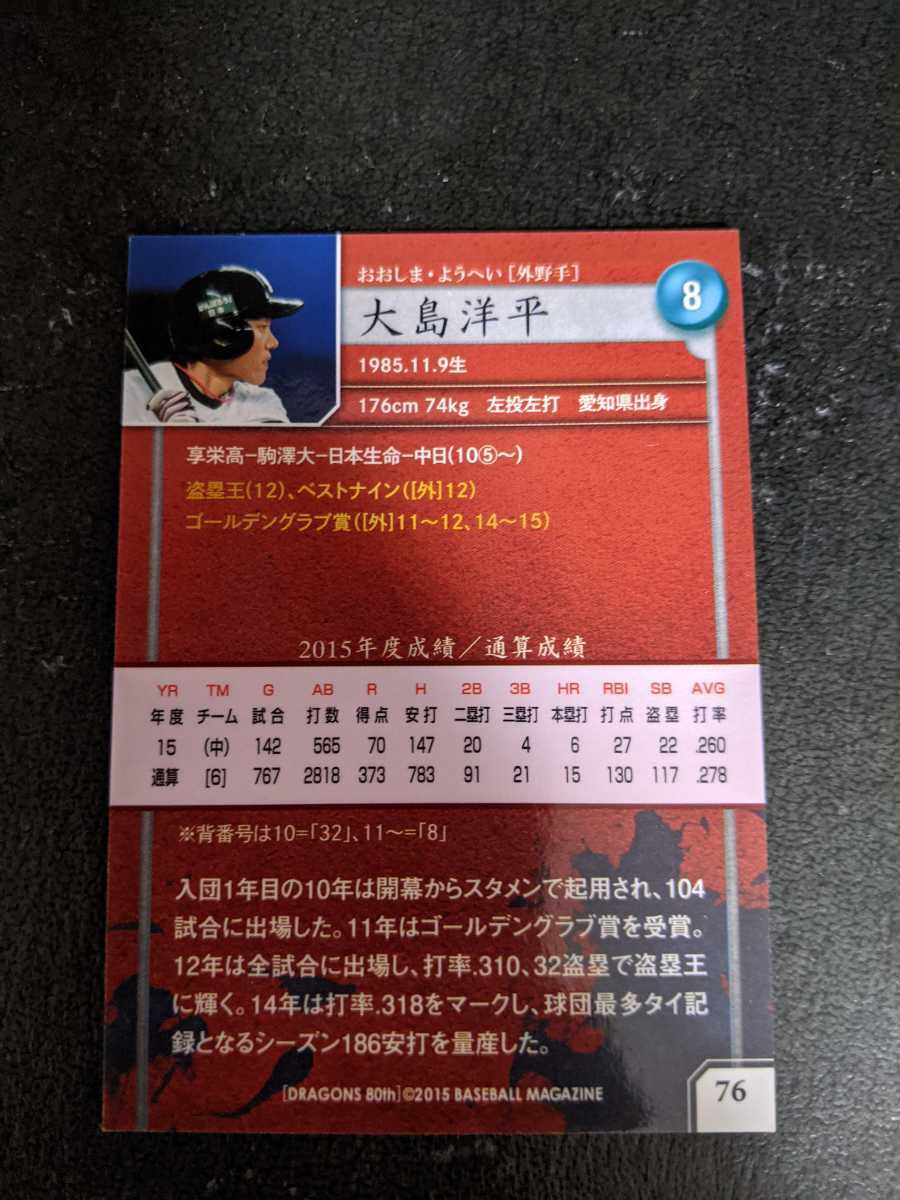 おおしま・ようへい[外野手]
大島洋平
8
1985.11.9生
176cm 74kg 左投左打 愛知県出身
享栄高−駒澤大−日本生命−中日(10⑤〜)
盗塁王(12)、ベストナイン([外]12)
ゴールデングラブ賞([外]11〜12、14〜15)
2015年度成績／通算成績
YR TM G AB R H 2B 3B HR RBI SB AVG
年度 チーム 試合 打数 得点 安打 二塁打 三塁打 本塁打 打点 盗塁 打率
15 (中) 142 565 70 147 20 4 6 27 22 .260
通算 [6] 767 2818 373 783 91 21 15 130 117 .278
※背番号は10=「32」、11〜=「8」
入団1年目の10年は開幕からスタメンで起用され、104
試合に出場した。11年はゴールデングラブ賞を受賞。
12年は全試合に出場し、打率.310、32盗塁で盗塁王
に輝く。14年は打率.318をマークし、球団最多タイ記
録となるシーズン186安打を量産した。
[DRAGONS 80th]©2015 BASEBALL MAGAZINE
76